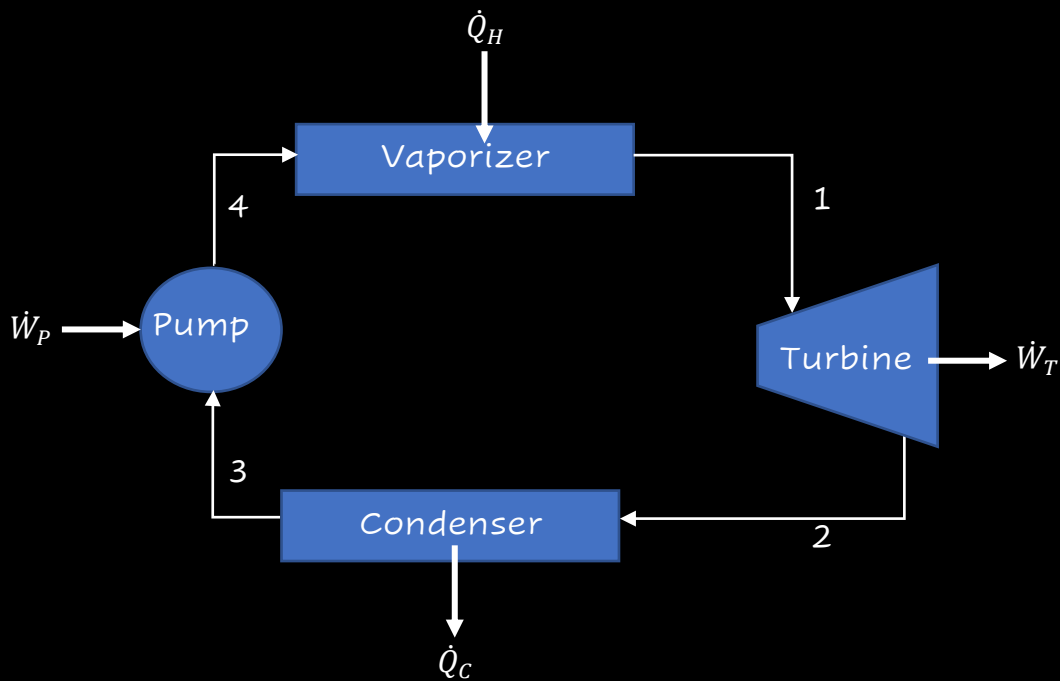 Q̇_H
Vaporizer
4
1
Pump
Ẇ_P
Turbine
Ẇ_T
3
Condenser
2
Q̇_C